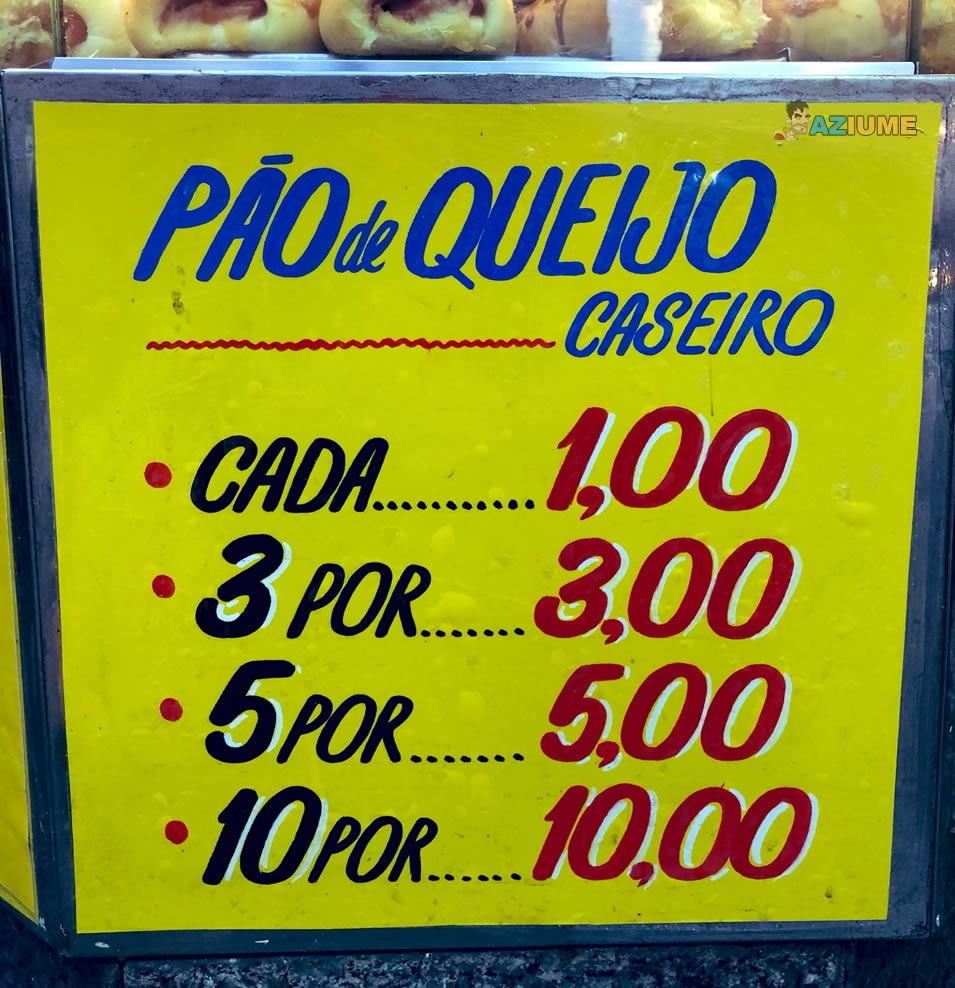 AZIUME
PÃO de QUEIJO
CASEIRO
• CADA.......... 1,00
• 3 POR....... 3,00
• 5 POR....... 5,00
• 10 POR...... 10,00